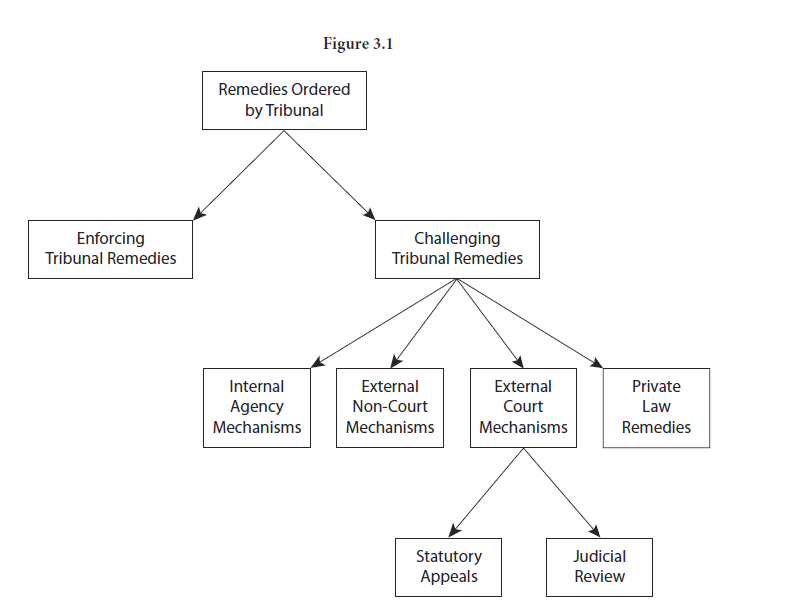 Figure 3.1
Remedies Ordered
by Tribunal
Enforcing
Tribunal Remedies
Challenging
Tribunal Remedies
Internal
Agency
Mechanisms
External
Non-Court
Mechanisms
External
Court
Mechanisms
Private
Law
Remedies
Statutory
Appeals
Judicial
Review